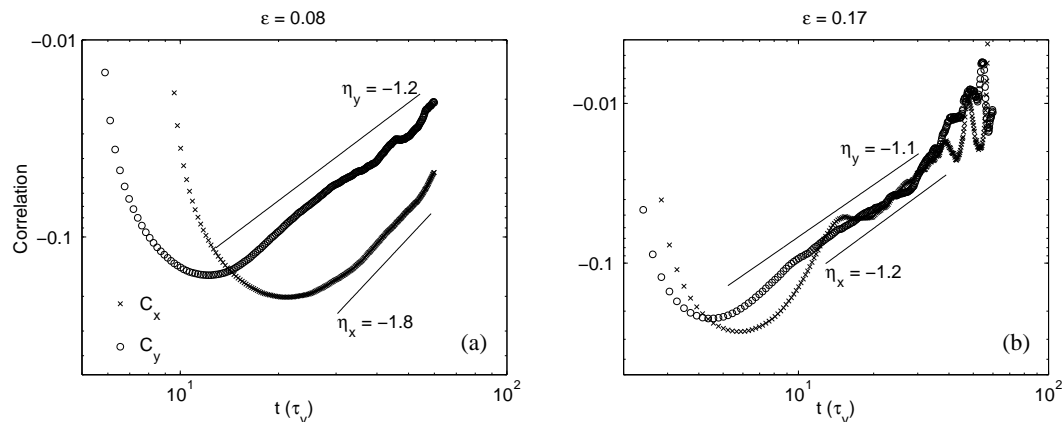 ε = 0.08
−0.01
−0.1
Correlation
η_y = −1.2
η_x = −1.8
C_x
C_y
(a)
10^1
10^2
t (τ_v)
ε = 0.17
−0.01
−0.1
η_y = −1.1
η_x = −1.2
(b)
10^1
10^2
t (τ_v)